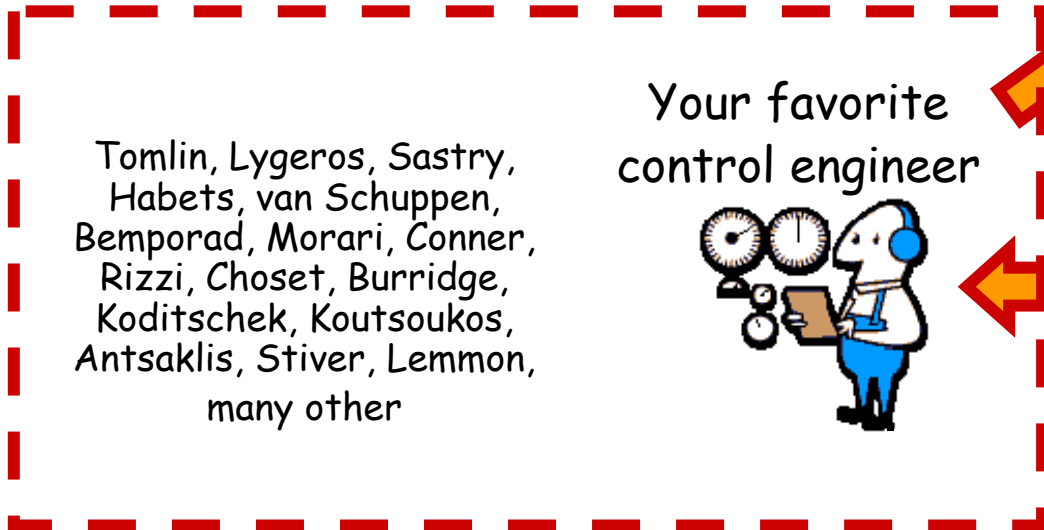 Your favorite
control engineer
Tomlin, Lygeros, Sastry,
Habets, van Schuppen,
Bemporad, Morari, Conner,
Rizzi, Choset, Burridge,
Koditschek, Koutsoukos,
Antsaklis, Stiver, Lemmon,
many other